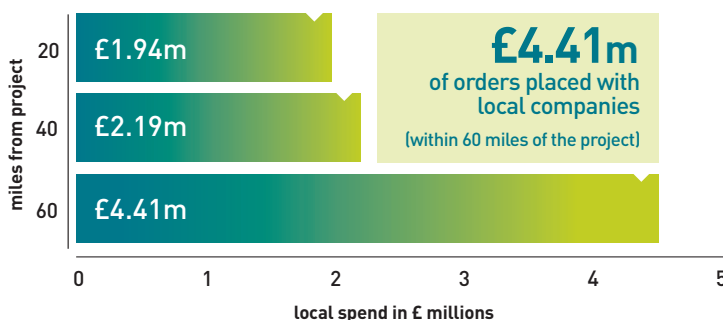 miles from project
20
£1.94m
40
£2.19m
60
£4.41m
£4.41m
of orders placed with
local companies
(within 60 miles of the project)
0 1 2 3 4 5
local spend in £ millions